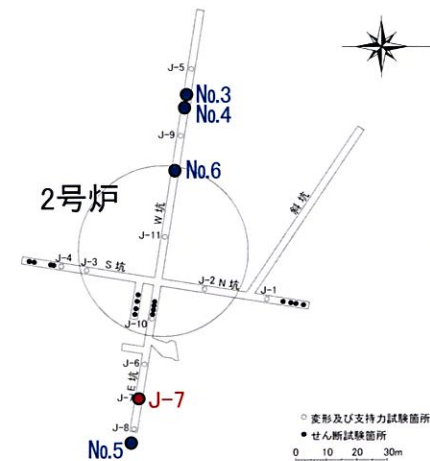 J-5
No.3
No.4
J-9
No.6
2号炉
W坑
斜坑
J-11
J-4
J-3
S坑
J-2
N坑
J-1
J-10
J-6
E坑
J-7
J-7
J-8
No.5
○ 変形及び支持力試験箇所
● せん断試験箇所
0 10 20 30m